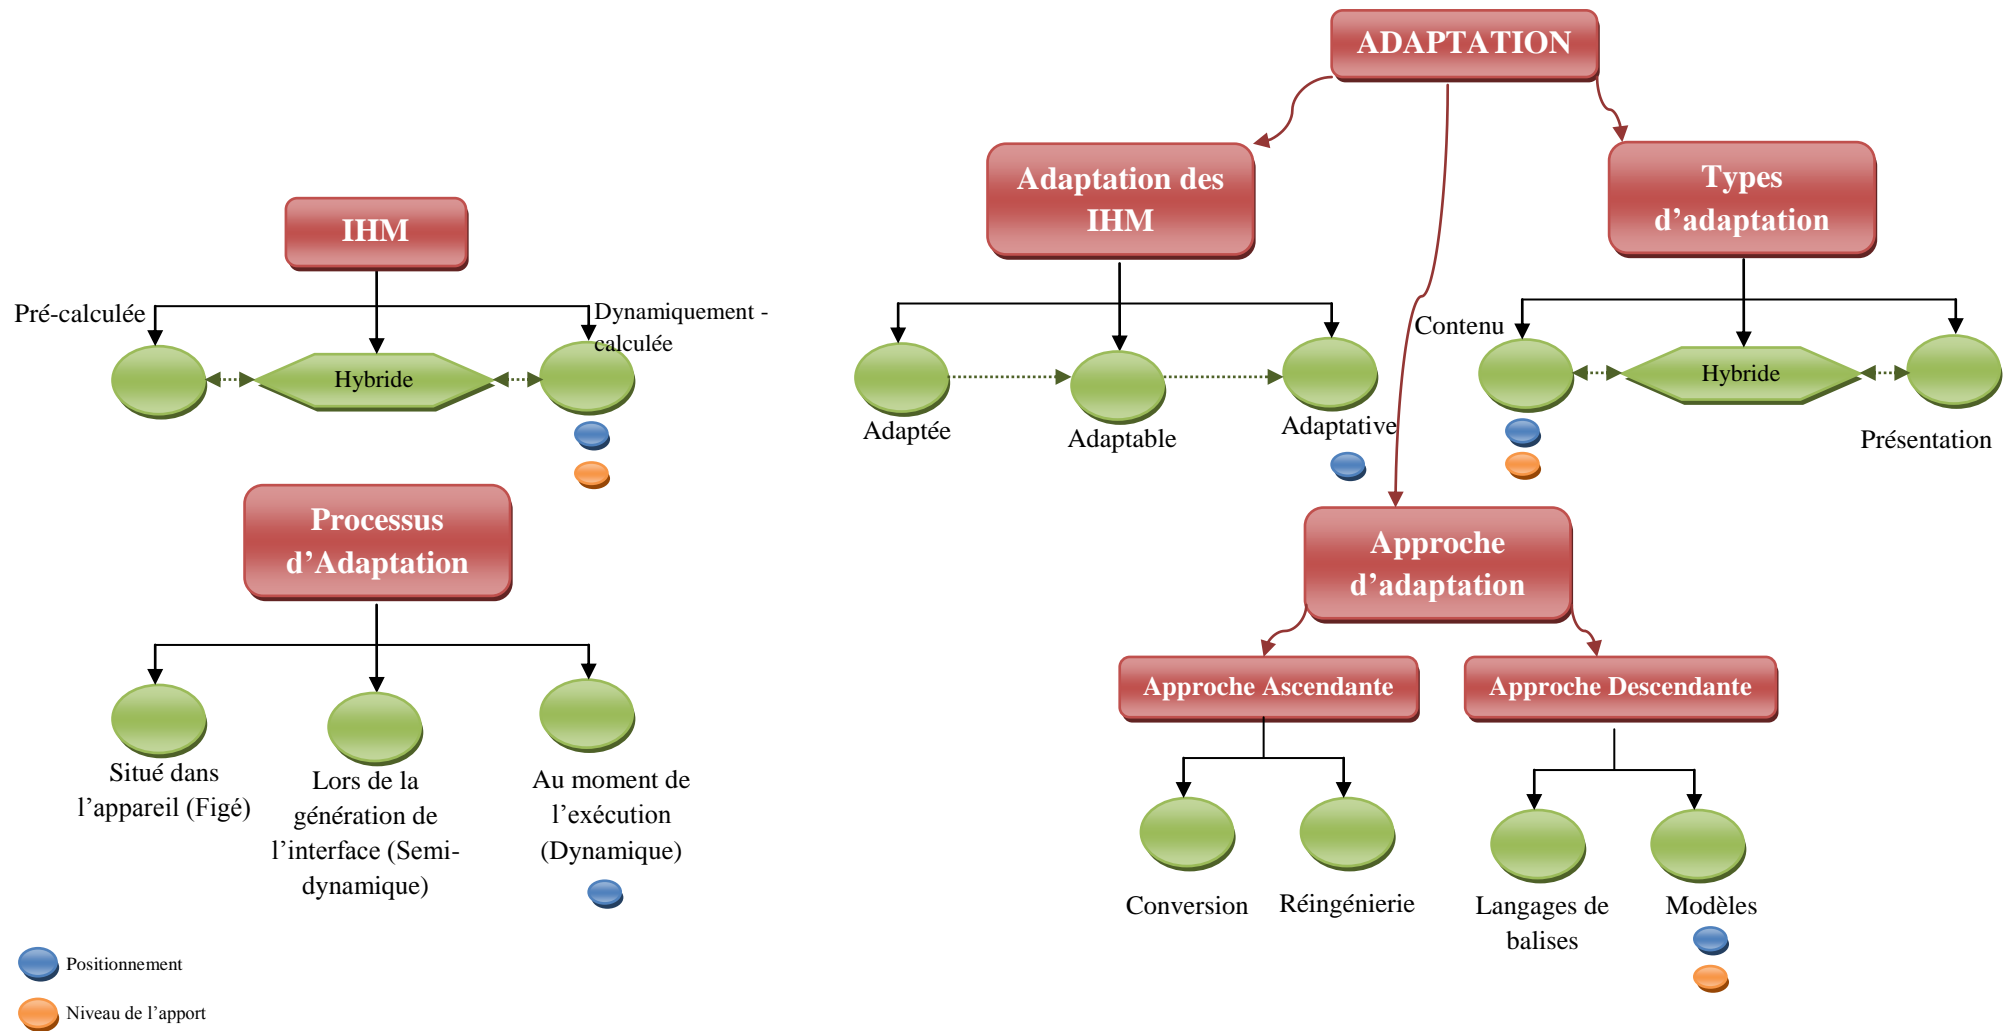 ADAPTATION
Adaptation des
IHM
Types
d’adaptation
IHM
Pré-calculée
Dynamiquement -
calculée
Hybride
Contenu
Hybride
Adaptée
Adaptable
Adaptative
Présentation
Processus
d’Adaptation
Approche
d’adaptation
Approche Ascendante
Approche Descendante
Situé dans
l’appareil (Figé)
Lors de la
génération de
l’interface (Semi-
dynamique)
Au moment de
l’exécution
(Dynamique)
Conversion
Réingénierie
Langages de
balises
Modèles
Positionnement
Niveau de l’apport